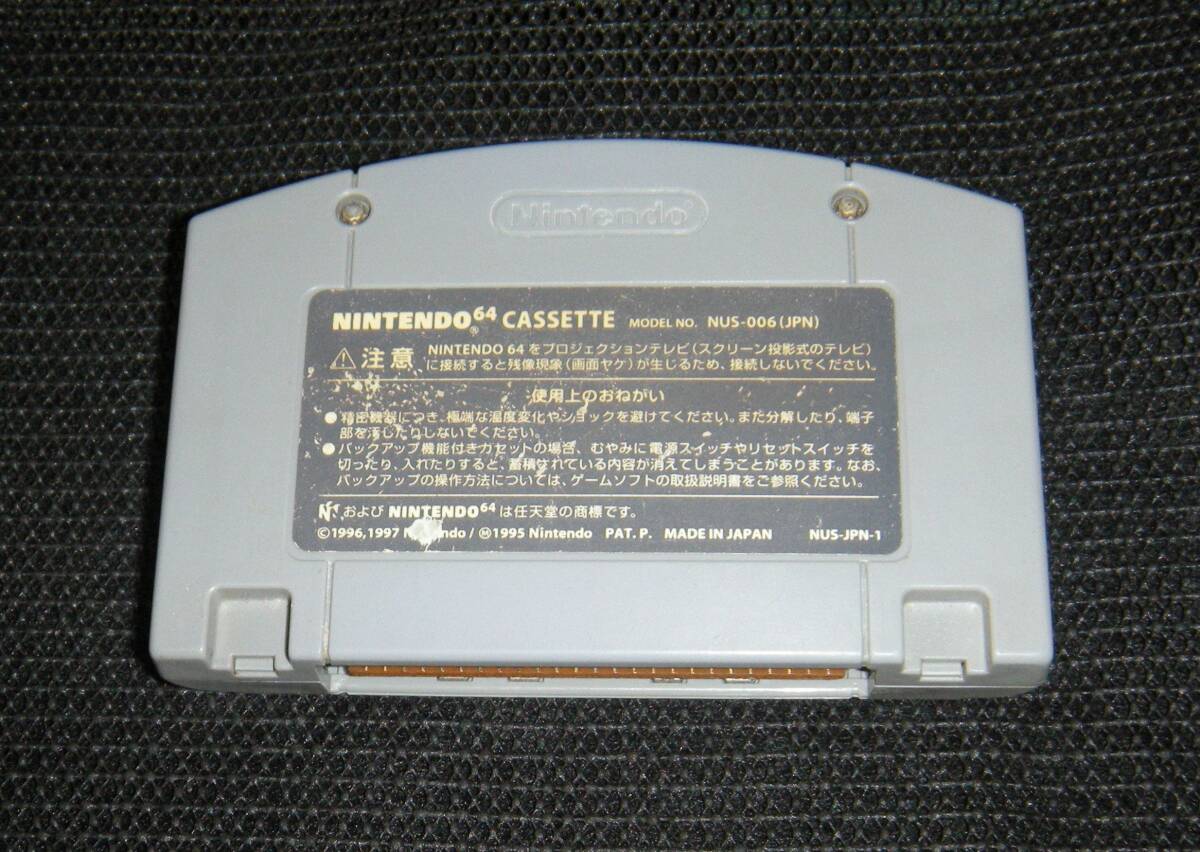 Nintendo®
NINTENDO64® CASSETTE MODEL NO. NUS-006(JPN)
⚠注意 NINTENDO 64をプロジェクションテレビ(スクリーン投影式のテレビ)
に接続すると残像現象(画面ヤケ)が生じるため、接続しないでください。
使用上のおねがい
●精密機器につき、極端な温度変化やショックを避けてください。また分解したり、端子
部を汚したりしないでください。
●バックアップ機能付きカセットの場合、むやみに電源スイッチやリセットスイッチを
切ったり、入れたりすると、蓄積されている内容が消えてしまうことがあります。なお、
バックアップの操作方法については、ゲームソフトの取扱説明書をご参照ください。
および NINTENDO64 は任天堂の商標です。
©1996,1997 Nintendo/Ⓜ1995 Nintendo PAT. P. MADE IN JAPAN NUS-JPN-1